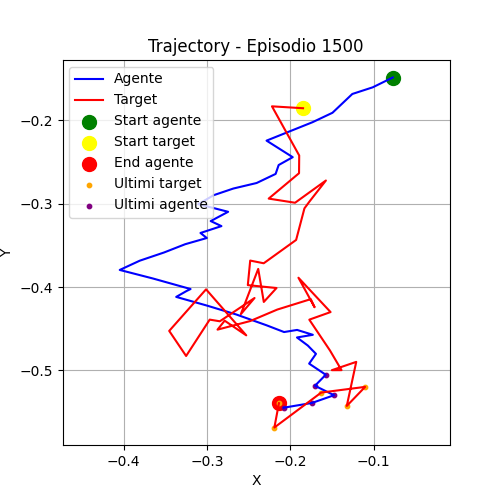 Trajectory - Episodio 1500
Agente
Target
Start agente
Start target
End agente
Ultimi target
Ultimi agente
−0.2
−0.3
−0.4
−0.5
Y
−0.4
−0.3
−0.2
−0.1
X